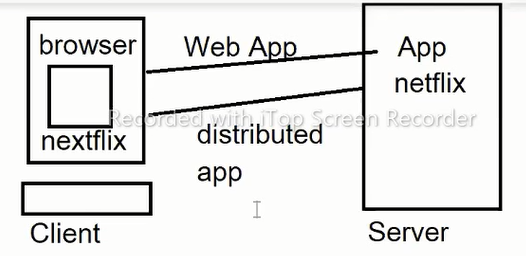 browser
Web App
App
netflix
Recorded with iTop Screen Recorder
nextflix
distributed
app
Client
Server